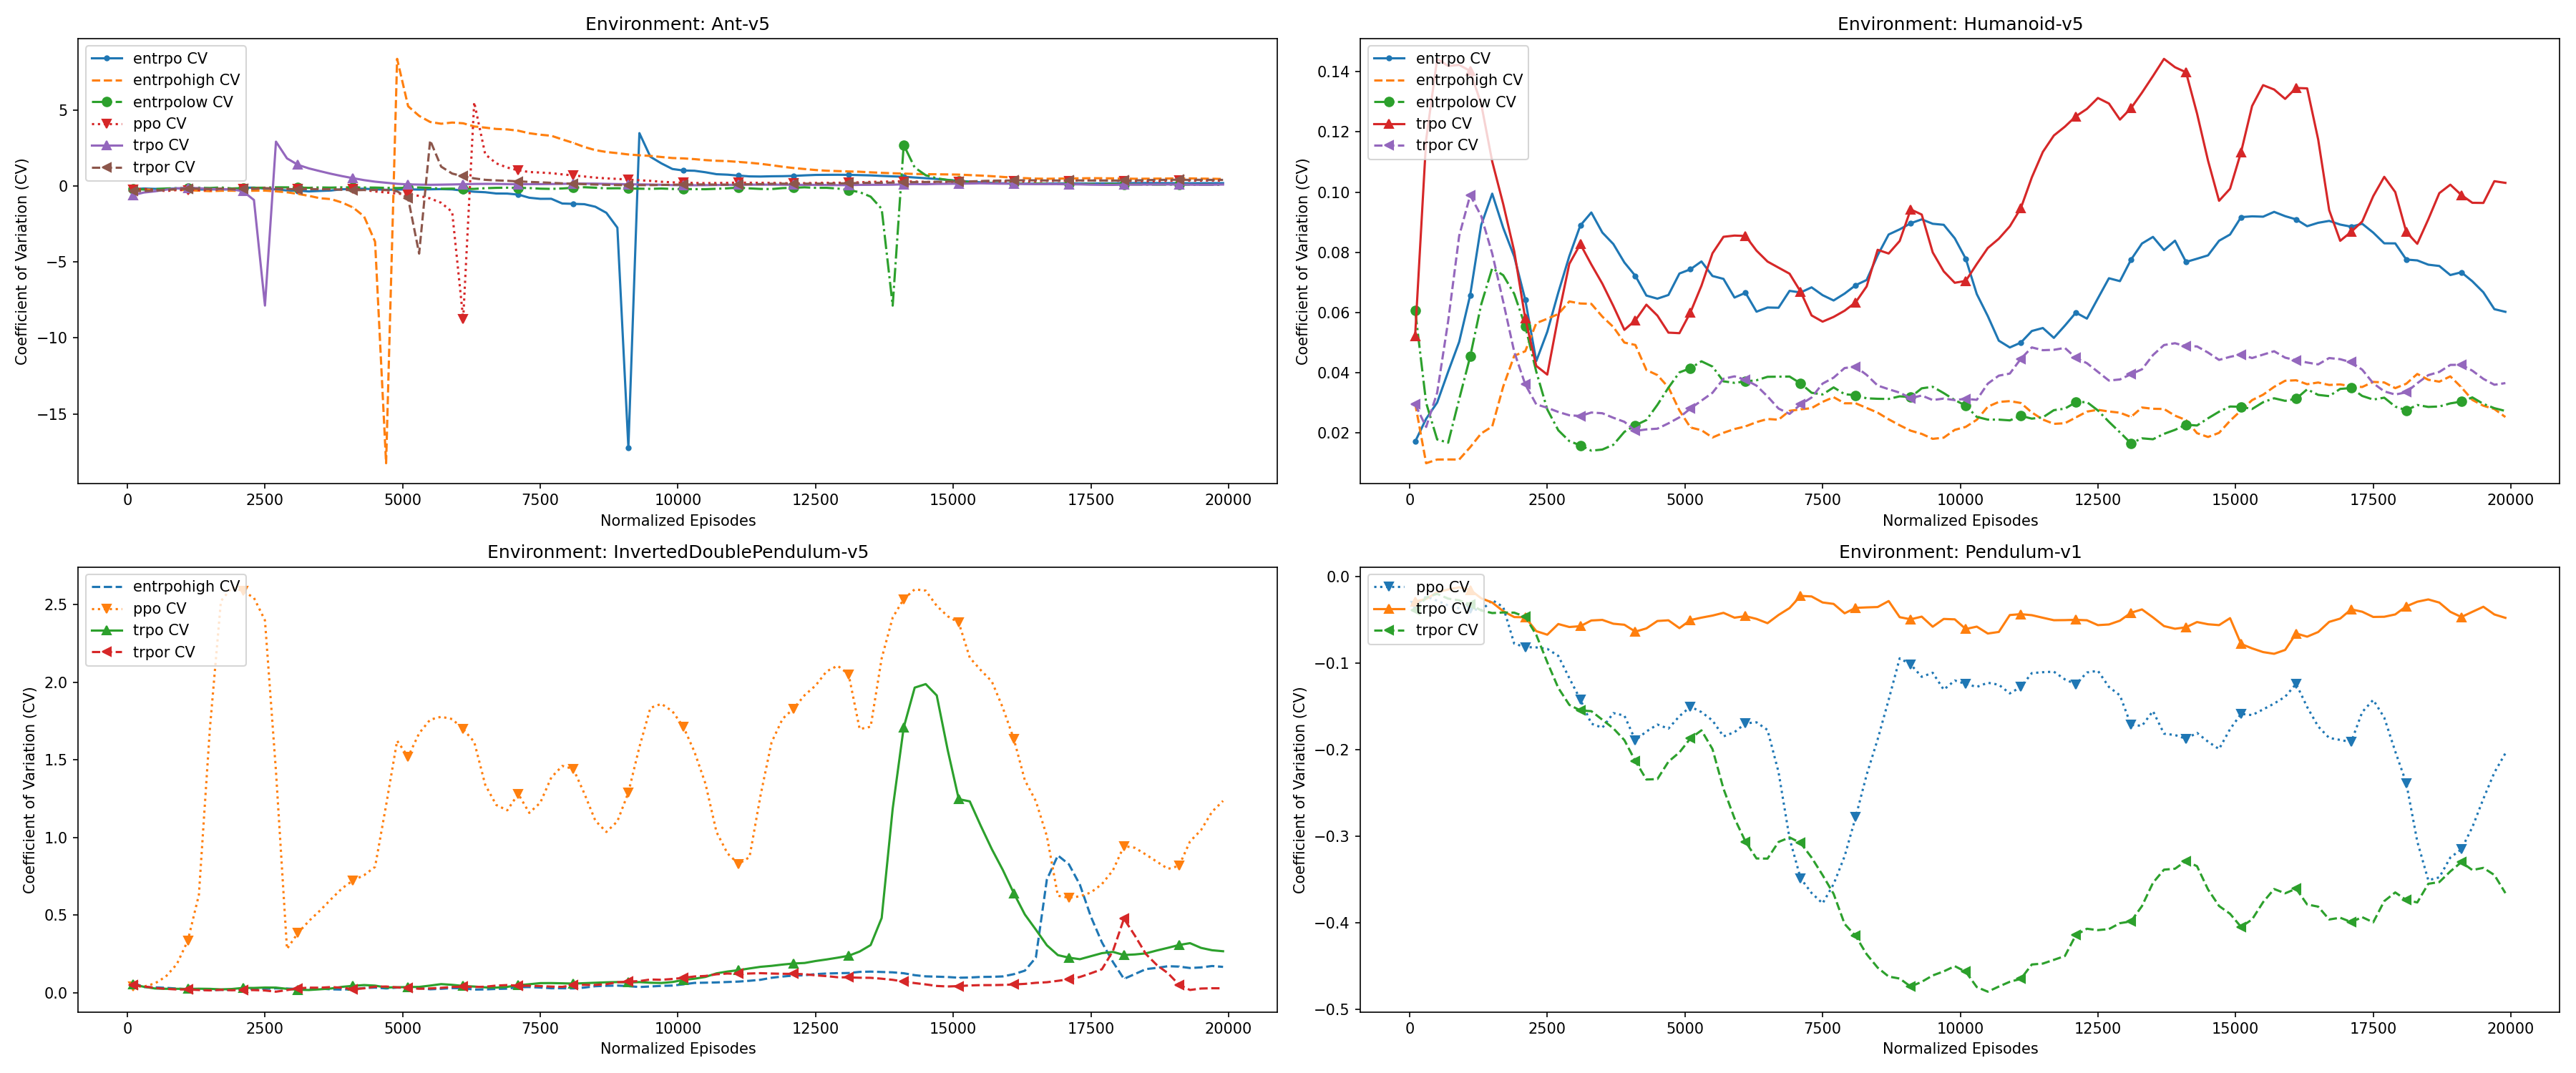 Environment: Ant-v5
entrpo CV
entrpohigh CV
entrpolow CV
ppo CV
trpo CV
trpor CV
Coefficient of Variation (CV)
5
0
−5
−10
−15
0 2500 5000 7500 10000 12500 15000 17500 20000
Normalized Episodes
Environment: Humanoid-v5
entrpo CV
entrpohigh CV
entrpolow CV
trpo CV
trpor CV
Coefficient of Variation (CV)
0.14
0.12
0.10
0.08
0.06
0.04
0.02
0 2500 5000 7500 10000 12500 15000 17500 20000
Normalized Episodes
Environment: InvertedDoublePendulum-v5
entrpohigh CV
ppo CV
trpo CV
trpor CV
Coefficient of Variation (CV)
2.5
2.0
1.5
1.0
0.5
0.0
0 2500 5000 7500 10000 12500 15000 17500 20000
Normalized Episodes
Environment: Pendulum-v1
ppo CV
trpo CV
trpor CV
Coefficient of Variation (CV)
0.0
−0.1
−0.2
−0.3
−0.4
−0.5
0 2500 5000 7500 10000 12500 15000 17500 20000
Normalized Episodes